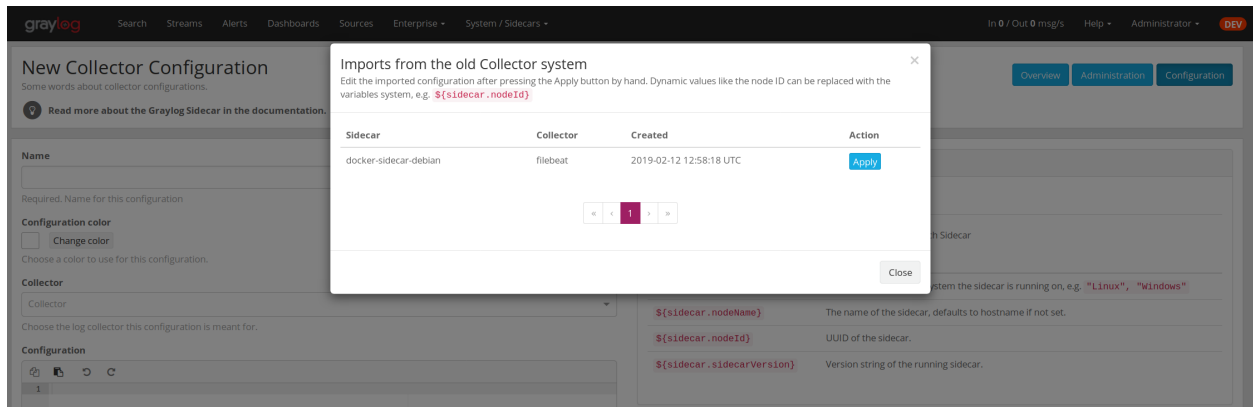 graylog Search Streams Alerts Dashboards Sources Enterprise System / Sidecars In 0 / Out 0 msg/s Help Administrator DEV
New Collector Configuration
Some words about collector configurations.
Read more about the Graylog Sidecar in the documentation.
Overview Administration Configuration
Imports from the old Collector system ×
Edit the imported configuration after pressing the Apply button by hand. Dynamic values like the node ID can be replaced with the
variables system, e.g. ${sidecar.nodeId}
Sidecar Collector Created Action
docker-sidecar-debian filebeat 2019-02-12 12:58:18 UTC Apply
« ‹ 1 › »
Close
Name
Required. Name for this configuration
Configuration color
Change color
Choose a color to use for this configuration.
Collector
Collector
Choose the log collector this configuration is meant for.
Configuration
1
Sidecar
the sidecar is running on, e.g. "Linux", "Windows"
${sidecar.nodeName} The name of the sidecar, defaults to hostname if not set.
${sidecar.nodeId} UUID of the sidecar.
${sidecar.sidecarVersion} Version string of the running sidecar.